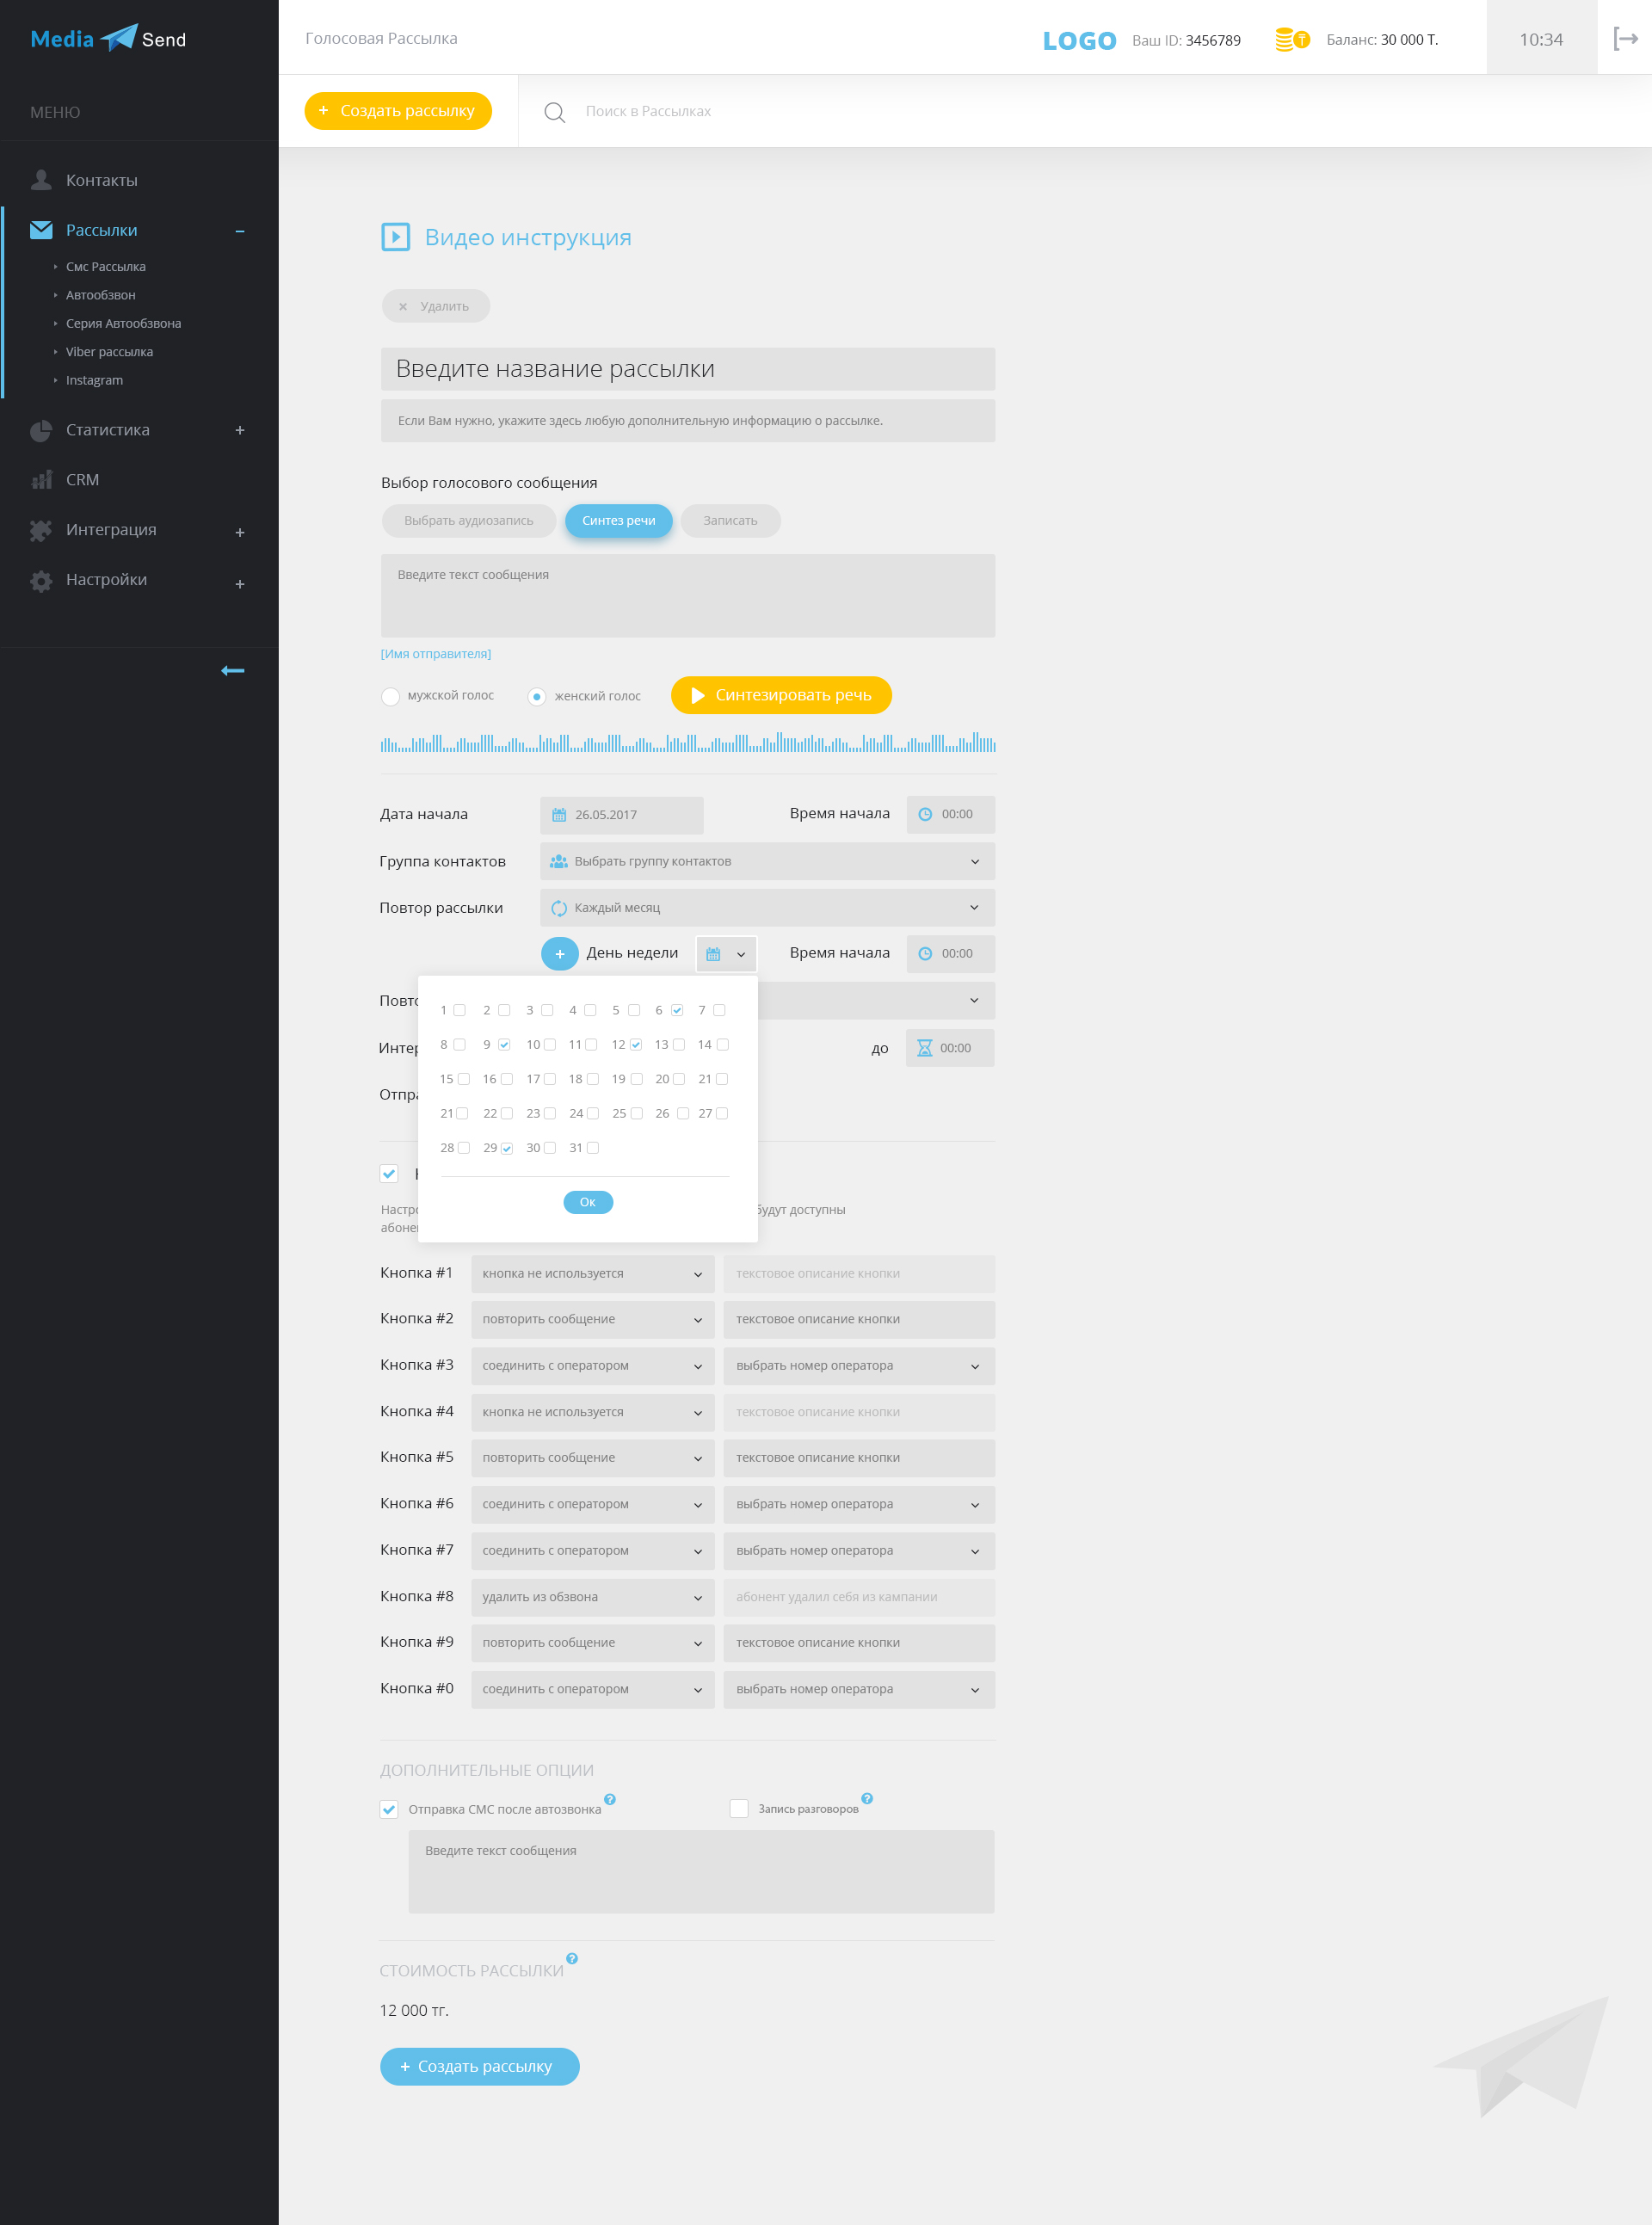 Media Send
Голосовая Рассылка
LOGO
Ваш ID: 3456789
₸
Баланс: 30 000 Т.
10:34
МЕНЮ
Контакты
Рассылки
Смс Рассылка
Автообзвон
Серия Автообзвона
Viber рассылка
Instagram
Статистика
CRM
Интеграция
Настройки
+ Создать рассылку
Поиск в Рассылках
Видео инструкция
Удалить
Введите название рассылки
Если Вам нужно, укажите здесь любую дополнительную информацию о рассылке.
Выбор голосового сообщения
Выбрать аудиозапись Синтез речи Записать
Введите текст сообщения
[Имя отправителя]
мужской голос женский голос Синтезировать речь
Дата начала 26.05.2017 Время начала 00:00
Группа контактов Выбрать группу контактов
Повтор рассылки Каждый месяц
+ День недели Время начала 00:00
Повто
Интер до 00:00
Отпра
1 2 3 4 5 6 7
8 9 10 11 12 13 14
15 16 17 18 19 20 21
21 22 23 24 25 26 27
28 29 30 31
Ок
Настро будут доступны
абонен
Кнопка #1 кнопка не используется текстовое описание кнопки
Кнопка #2 повторить сообщение текстовое описание кнопки
Кнопка #3 соединить с оператором выбрать номер оператора
Кнопка #4 кнопка не используется текстовое описание кнопки
Кнопка #5 повторить сообщение текстовое описание кнопки
Кнопка #6 соединить с оператором выбрать номер оператора
Кнопка #7 соединить с оператором выбрать номер оператора
Кнопка #8 удалить из обзвона абонент удалил себя из кампании
Кнопка #9 повторить сообщение текстовое описание кнопки
Кнопка #0 соединить с оператором выбрать номер оператора
ДОПОЛНИТЕЛЬНЫЕ ОПЦИИ
Отправка СМС после автозвонка ? Запись разговоров ?
Введите текст сообщения
СТОИМОСТЬ РАССЫЛКИ ?
12 000 тг.
+ Создать рассылку